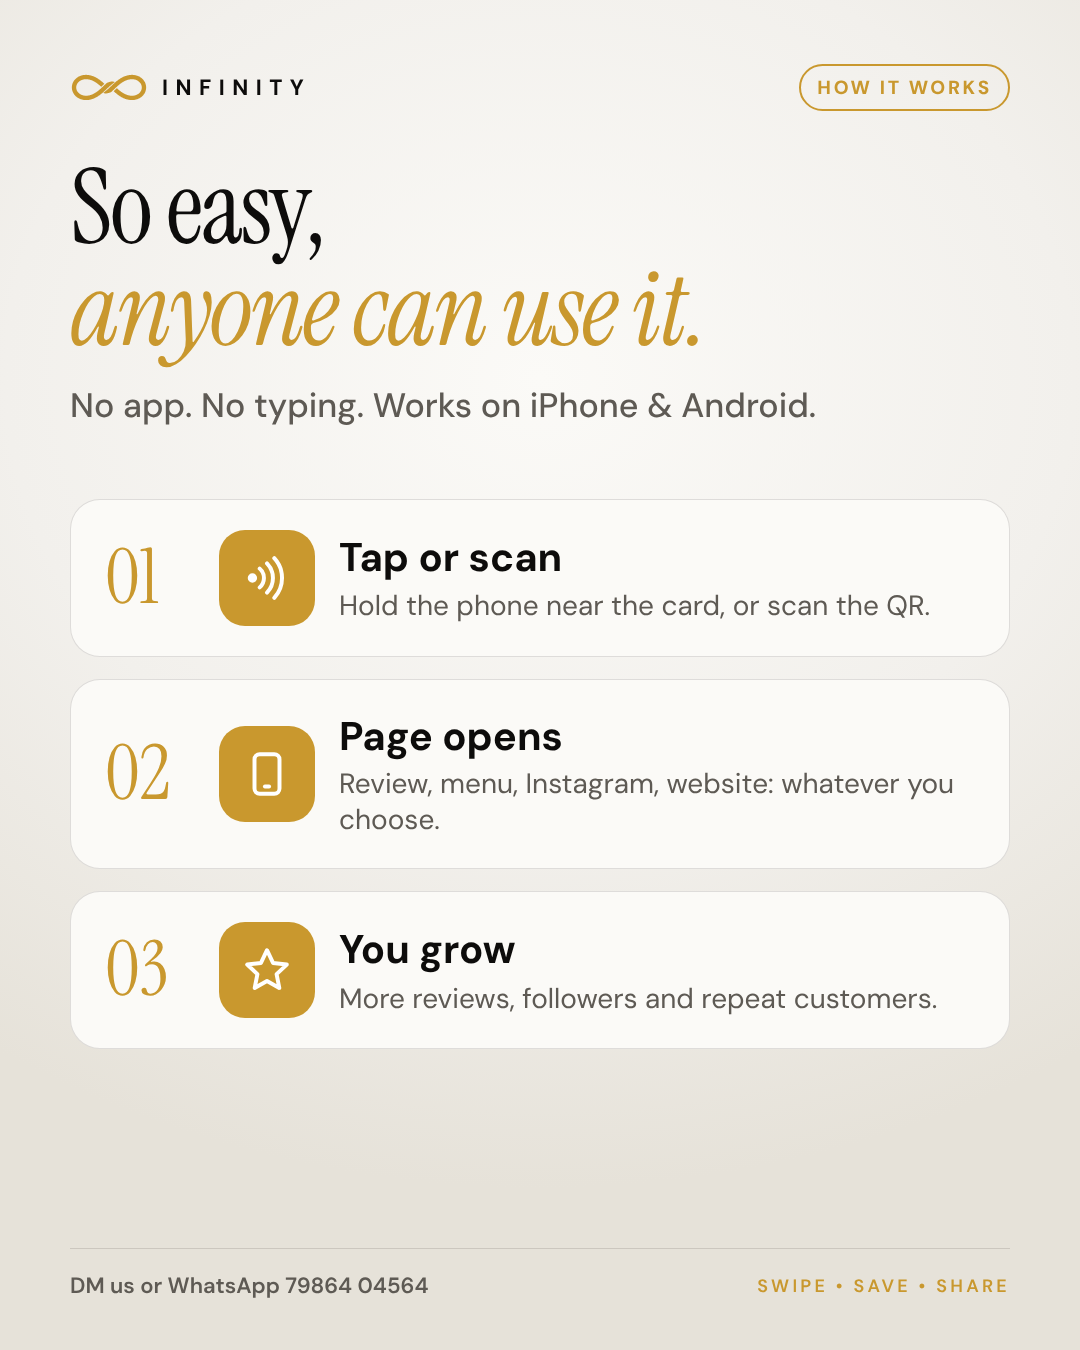 INFINITY
HOW IT WORKS
So easy,
anyone can use it.
No app. No typing. Works on iPhone & Android.
01
Tap or scan
Hold the phone near the card, or scan the QR.
02
Page opens
Review, menu, Instagram, website: whatever you
choose.
03
You grow
More reviews, followers and repeat customers.
DM us or WhatsApp 79864 04564
SWIPE • SAVE • SHARE